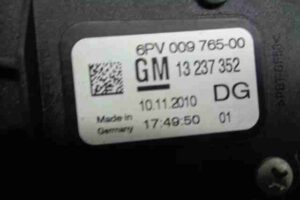 6PV 009 765-00
GM 13 237 352
10.11.2010 DG
Made in
Germany 17:49:50 01